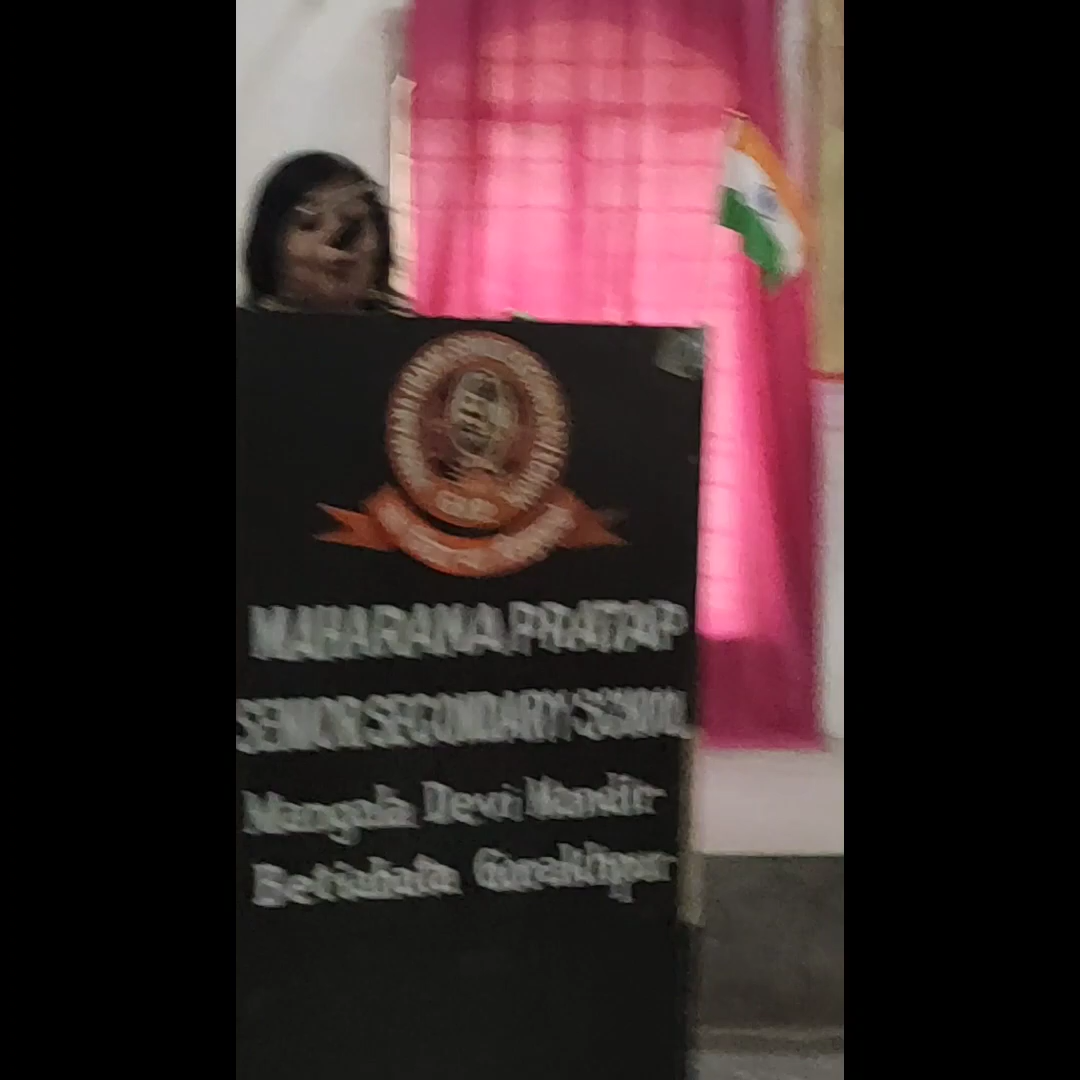 MAHARANA PRATAP
SENIOR SECONDARY SCHOOL
Mangala Devi Mandir
Betiahata Gorakhpur